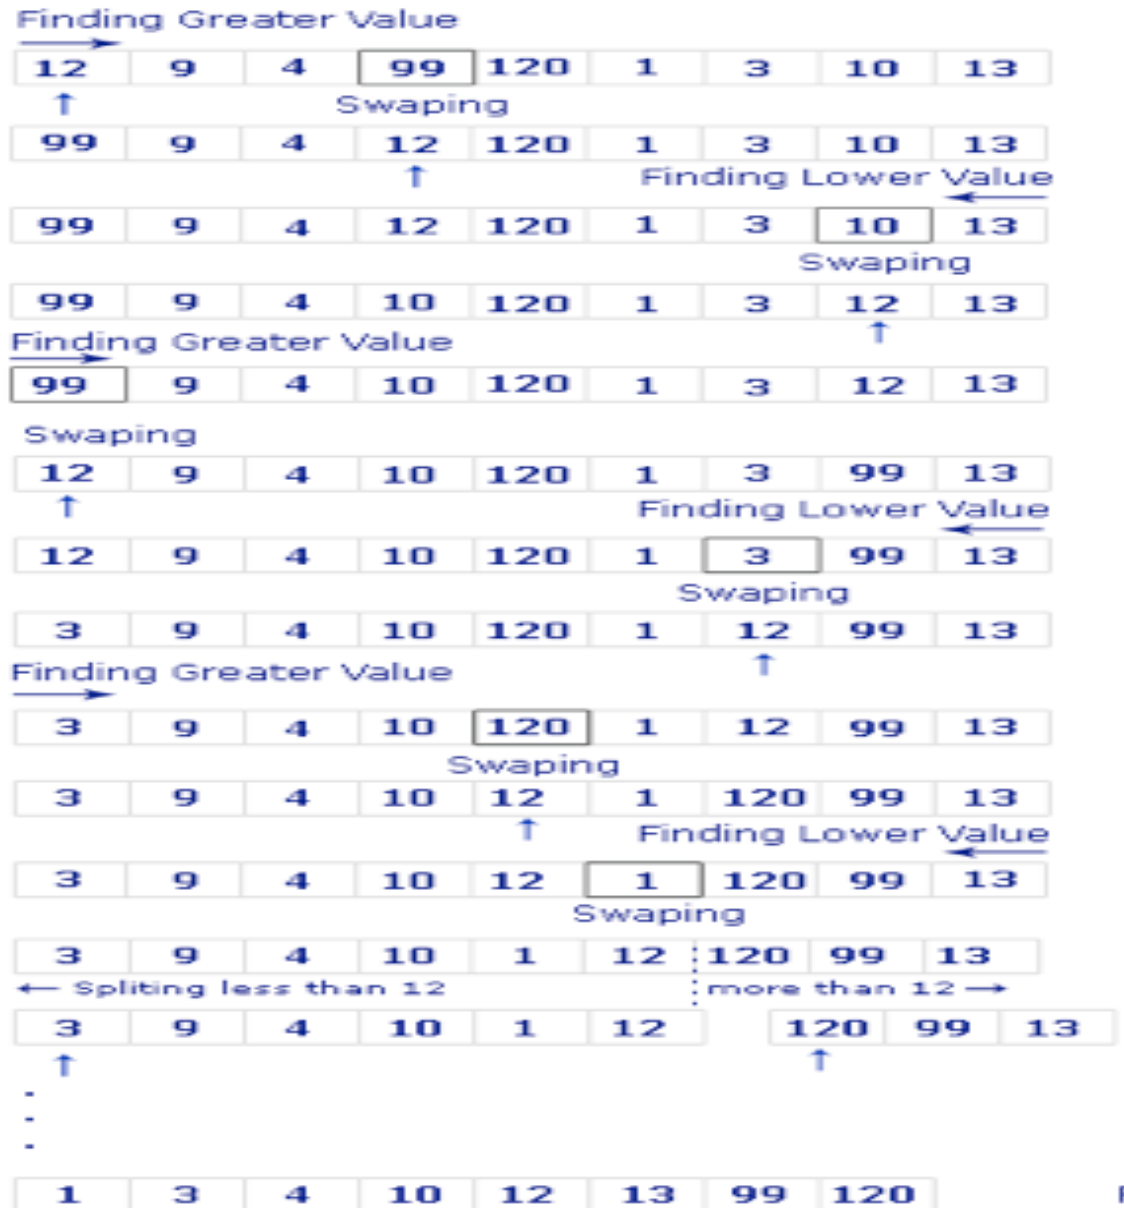 Finding Greater Value
12 9 4 99 120 1 3 10 13
Swaping
99 9 4 12 120 1 3 10 13
Finding Lower Value
99 9 4 12 120 1 3 10 13
Swaping
99 9 4 10 120 1 3 12 13
Finding Greater Value
99 9 4 10 120 1 3 12 13
Swaping
12 9 4 10 120 1 3 99 13
Finding Lower Value
12 9 4 10 120 1 3 99 13
Swaping
3 9 4 10 120 1 12 99 13
Finding Greater Value
3 9 4 10 120 1 12 99 13
Swaping
3 9 4 10 12 1 120 99 13
Finding Lower Value
3 9 4 10 12 1 120 99 13
Swaping
3 9 4 10 1 12 120 99 13
← Spliting less than 12 more than 12 →
3 9 4 10 1 12 120 99 13
1 3 4 10 12 13 99 120